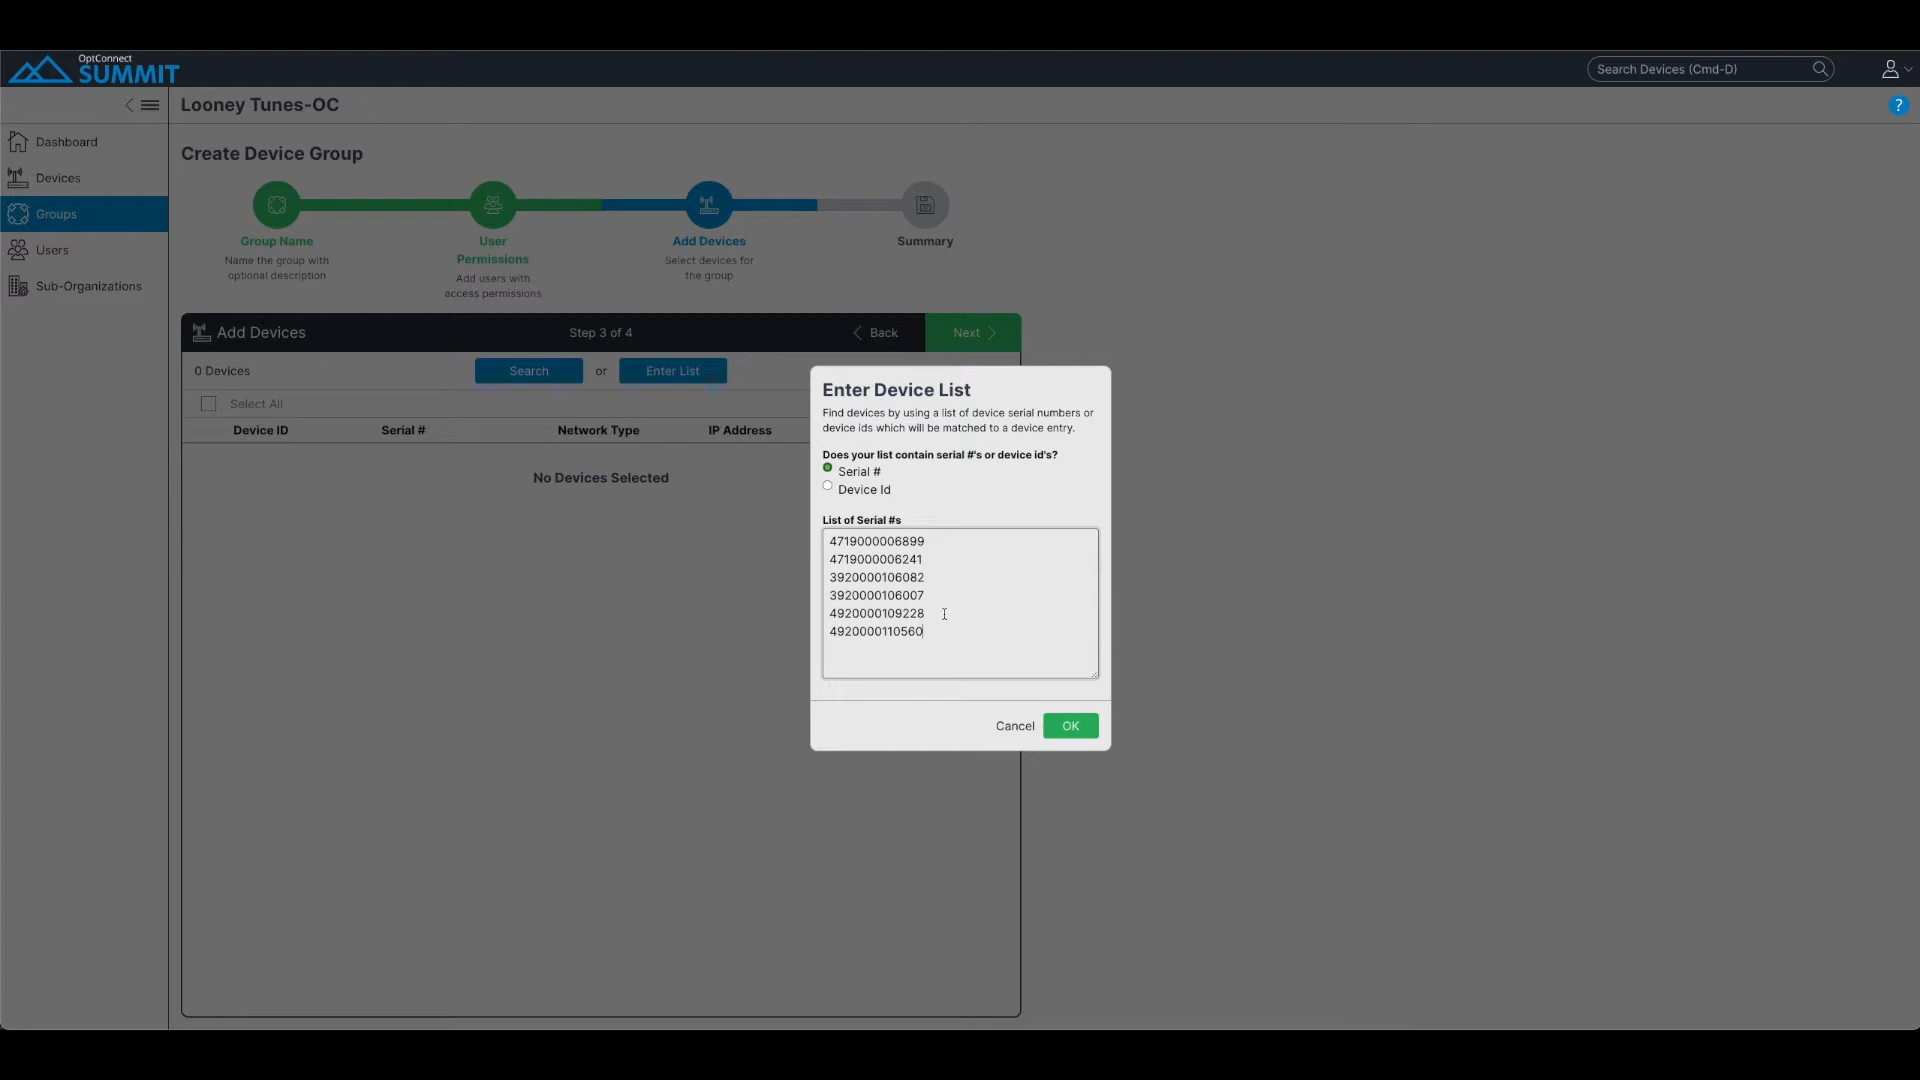 OptConnect
SUMMIT
Search Devices (Cmd-D)
Looney Tunes-OC
?
Dashboard
Devices
Groups
Users
Sub-Organizations
Create Device Group
Group Name
Name the group with
optional description
User
Permissions
Add users with
access permissions
Add Devices
Select devices for
the group
Summary
Add Devices
Step 3 of 4
Back
Next
0 Devices
Search
or
Enter List
Select All
Device ID
Serial #
Network Type
IP Address
No Devices Selected
Enter Device List
Find devices by using a list of device serial numbers or
device ids which will be matched to a device entry.
Does your list contain serial #'s or device id's?
Serial #
Device Id
List of Serial #s
4719000006899
4719000006241
3920000106082
3920000106007
4920000109228
4920000110560
Cancel
OK